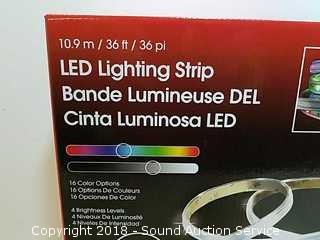 10.9 m / 36 ft / 36 pi
LED Lighting Strip
Bande Lumineuse DEL
Cinta Luminosa LED
16 Color Options
16 Options De Couleurs
16 Opciones De Color
4 Brightness Levels
4 Niveaux De Luminosité
4 Niveles De Intensidad
Copyright 2018 - Sound Auction Service